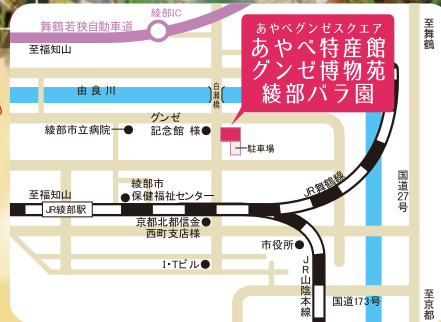 綾部IC
舞鶴若狭自動車道
至福知山
あやべグンゼスクエア
あやべ特産館
グンゼ博物苑
綾部バラ園
至舞鶴
由良川
白瀬橋
グンゼ
記念館 様
綾部市立病院
駐車場
綾部市
保健福祉センター
至福知山
JR綾部駅
JR舞鶴線
国道27号
京都北都信金
西町支店様
市役所
I・Tビル
JR山陰本線
国道173号
至京都